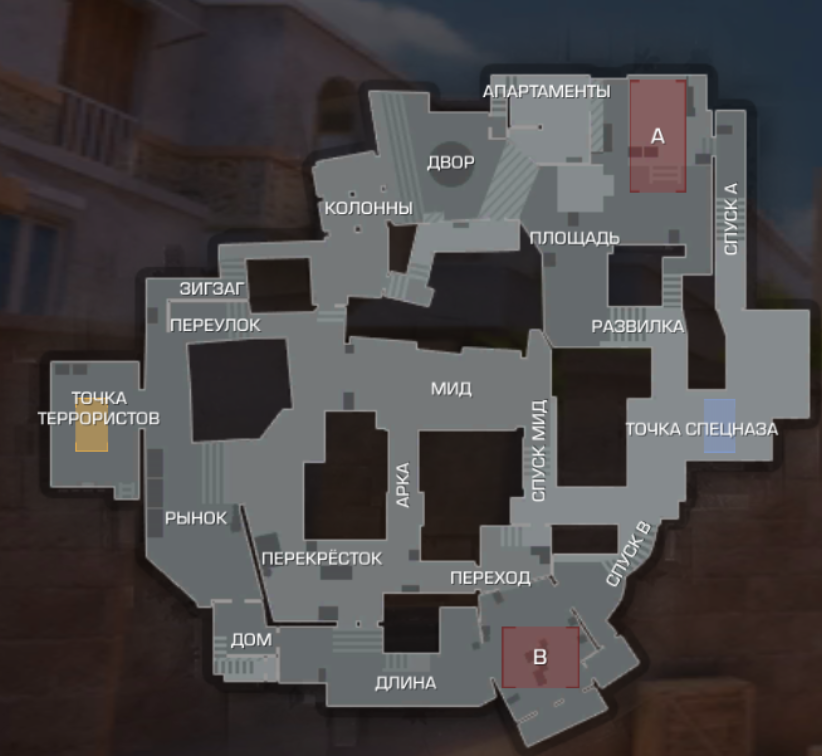 АПАРТАМЕНТЫ
А
ДВОР
СПУСК А
КОЛОННЫ
ПЛОЩАДЬ
ЗИГЗАГ
ПЕРЕУЛОК
РАЗВИЛКА
МИД
ТОЧКА
ТЕРРОРИСТОВ
ТОЧКА СПЕЦНАЗА
СПУСК МИД
АРКА
РЫНОК
ПЕРЕКРЁСТОК
ПЕРЕХОД
СПУСК В
ДОМ
В
ДЛИНА